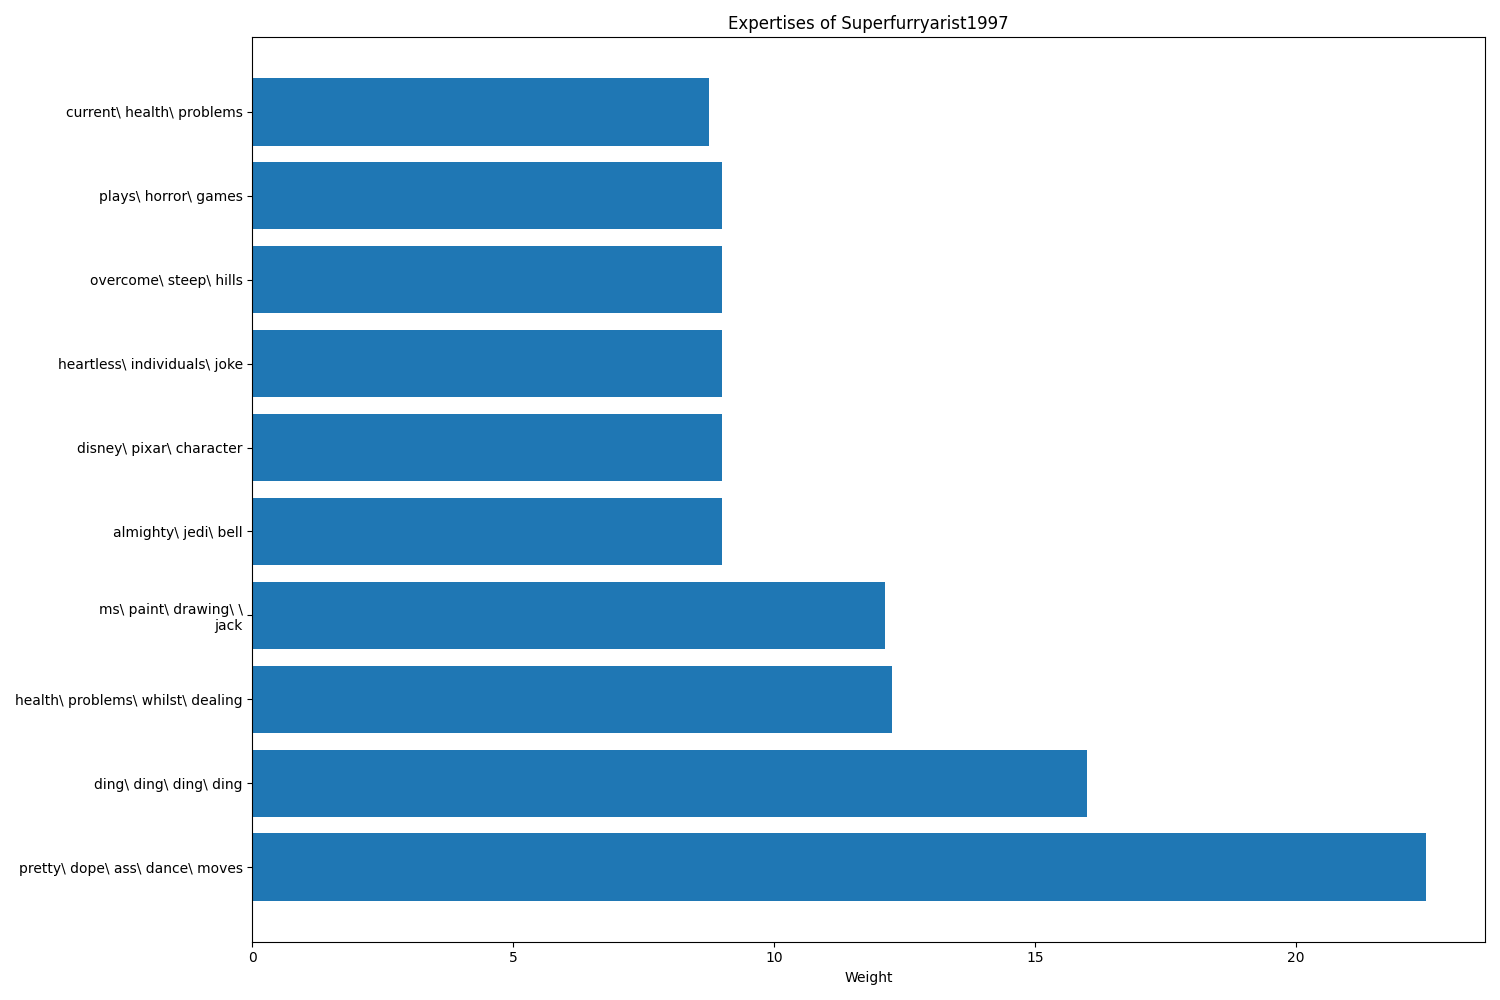 Expertises of Superfurryarist1997
current\ health\ problems
plays\ horror\ games
overcome\ steep\ hills
heartless\ individuals\ joke
disney\ pixar\ character
almighty\ jedi\ bell
ms\ paint\ drawing\ \
jack
health\ problems\ whilst\ dealing
ding\ ding\ ding\ ding
pretty\ dope\ ass\ dance\ moves
0 5 10 15 20
Weight